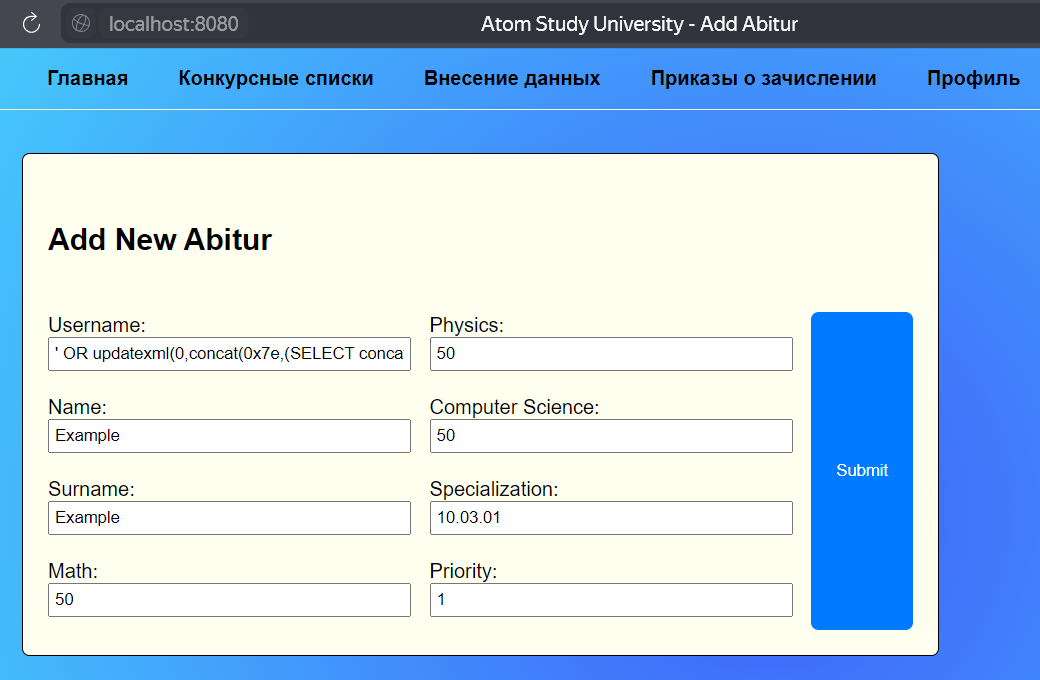 localhost:8080 Atom Study University - Add Abitur
Главная Конкурсные списки Внесение данных Приказы о зачислении Профиль
Add New Abitur
Username: Physics:
' OR updatexml(0,concat(0x7e,(SELECT conca 50
Name: Computer Science:
Example 50
Surname: Specialization:
Example 10.03.01
Math: Priority:
50 1
Submit